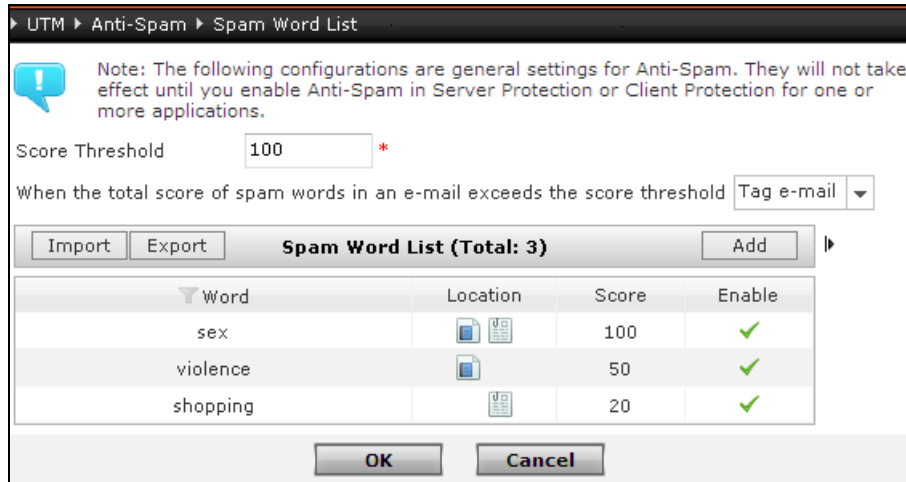 UTM Anti-Spam Spam Word List
Note: The following configurations are general settings for Anti-Spam. They will not take
effect until you enable Anti-Spam in Server Protection or Client Protection for one or
more applications.
Score Threshold 100 *
When the total score of spam words in an e-mail exceeds the score threshold Tag e-mail
Import Export Spam Word List (Total: 3) Add
Word Location Score Enable
sex 100
violence 50
shopping 20
OK Cancel